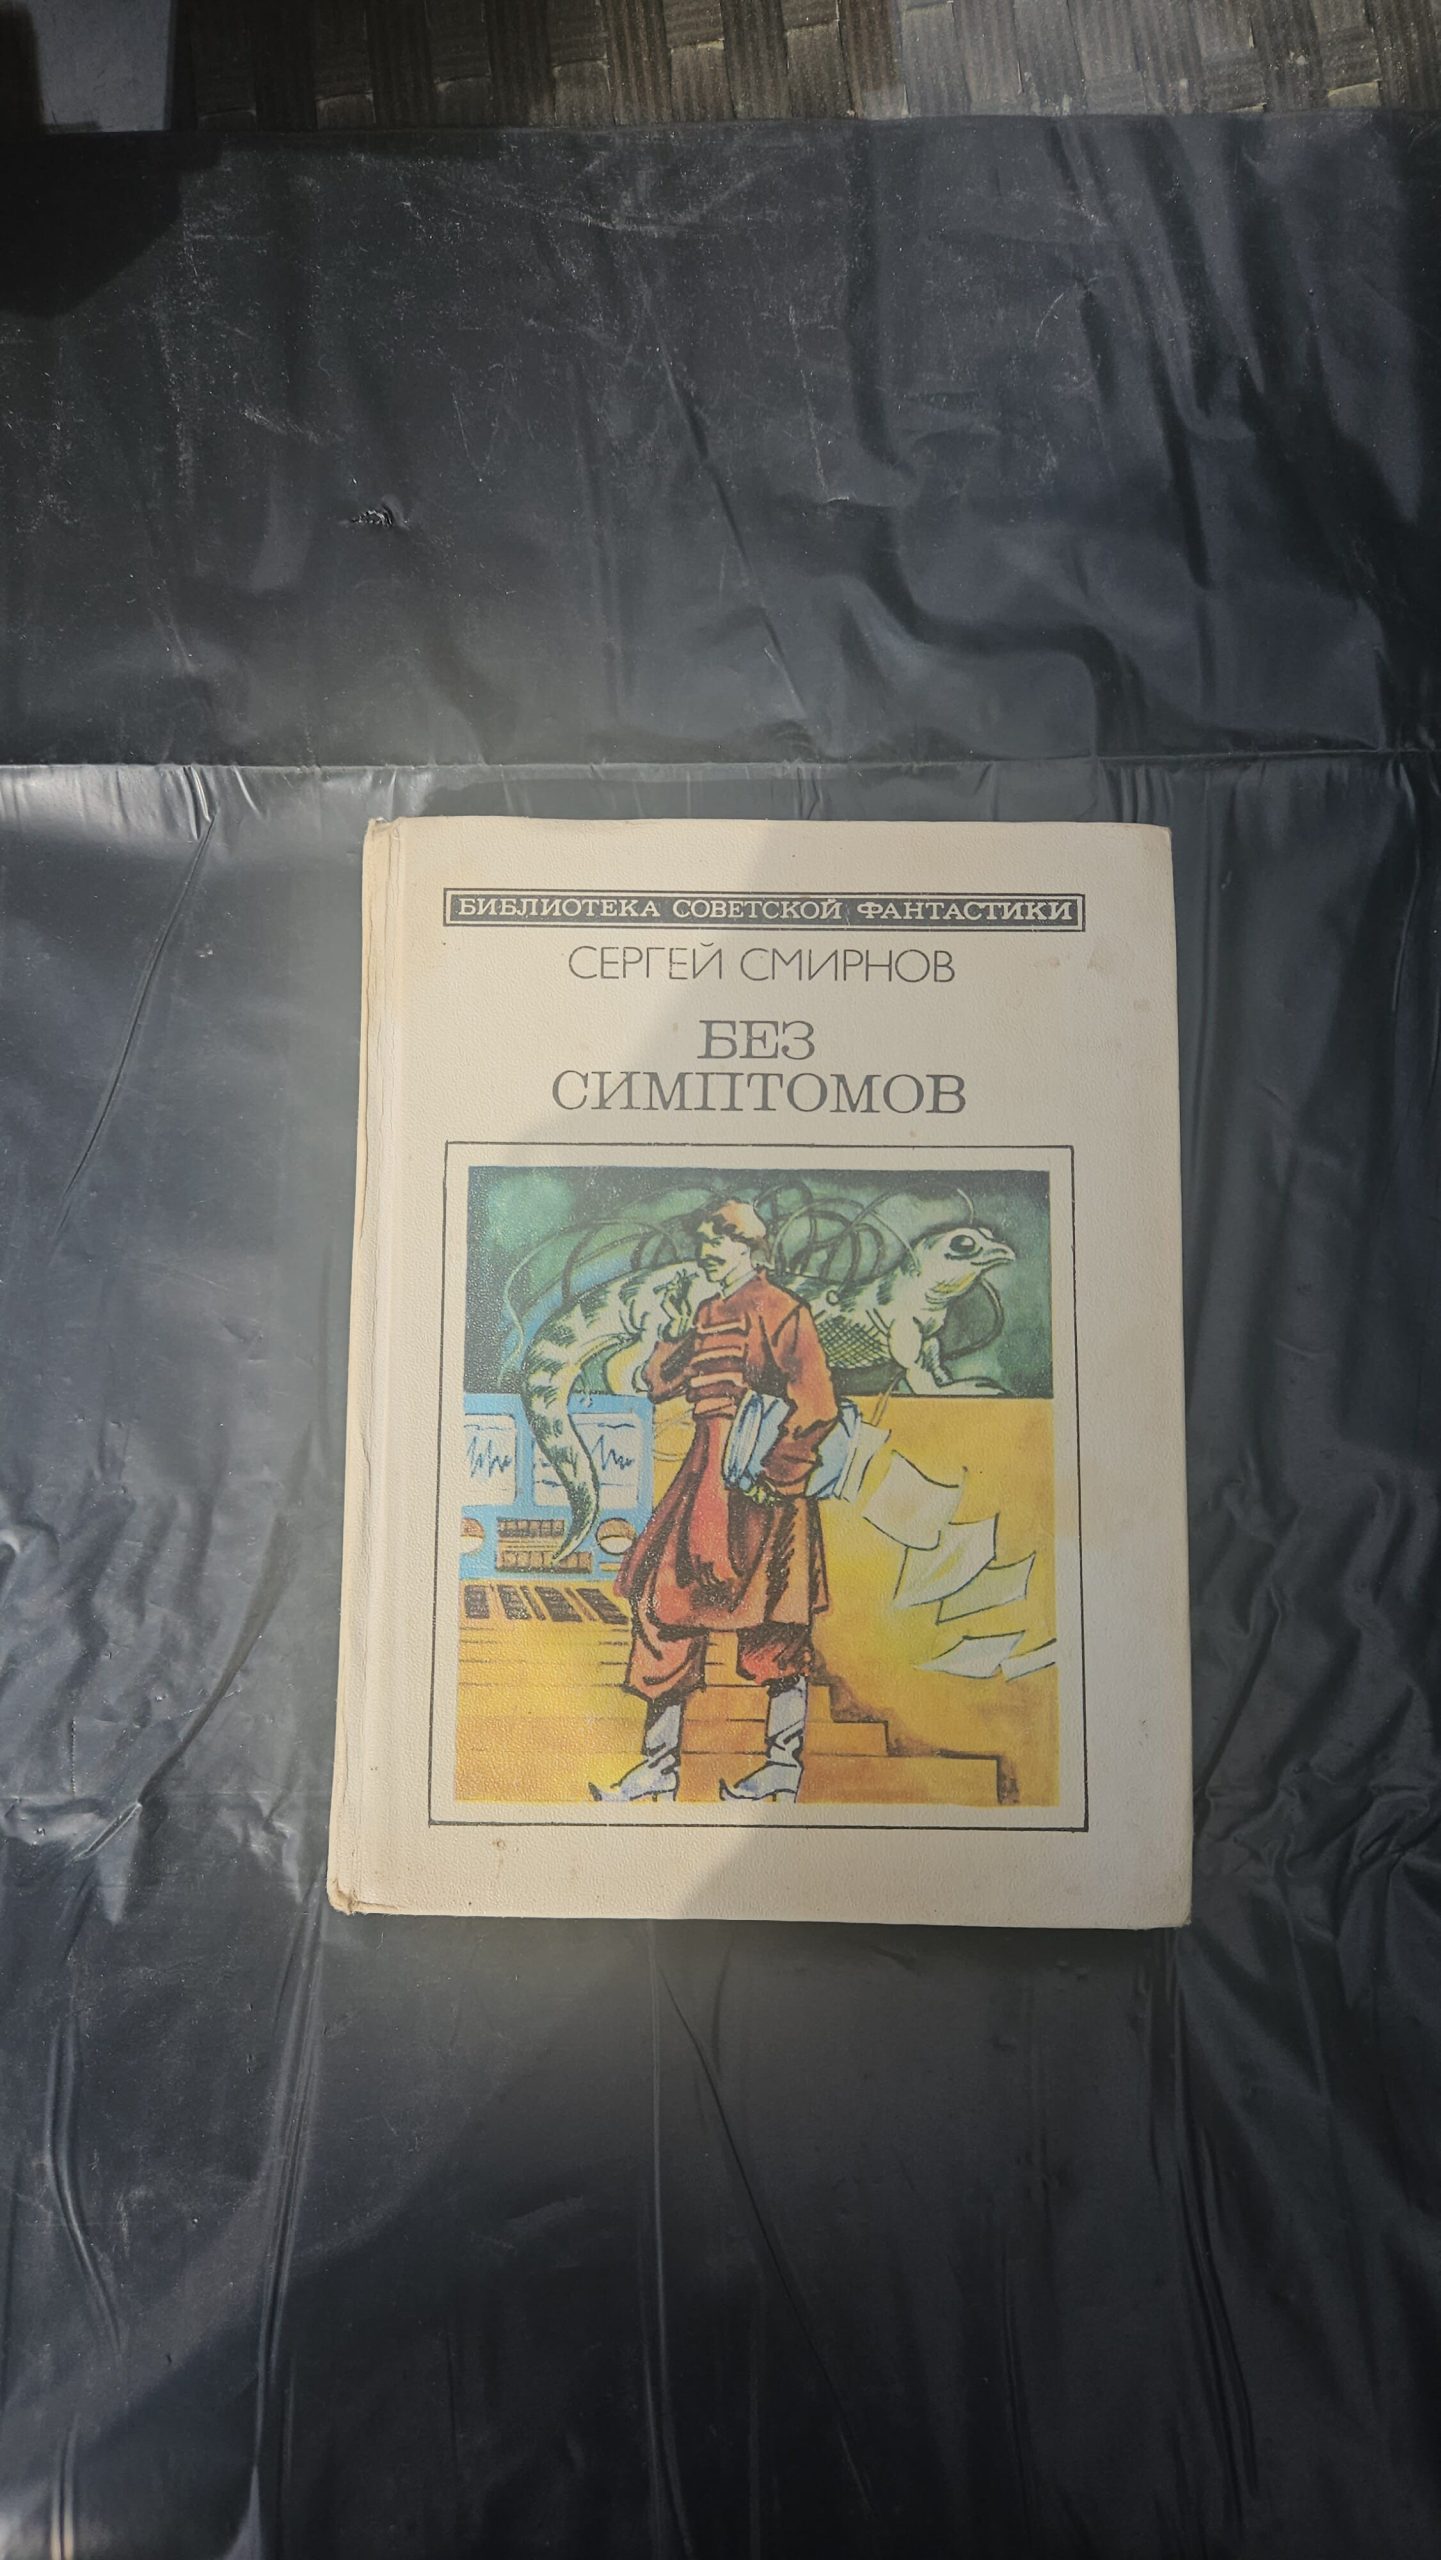 БИБЛИОТЕКА СОВЕТСКОЙ ФАНТАСТИКИ
СЕРГЕЙ СМИРНОВ
БЕЗ
СИМПТОМОВ